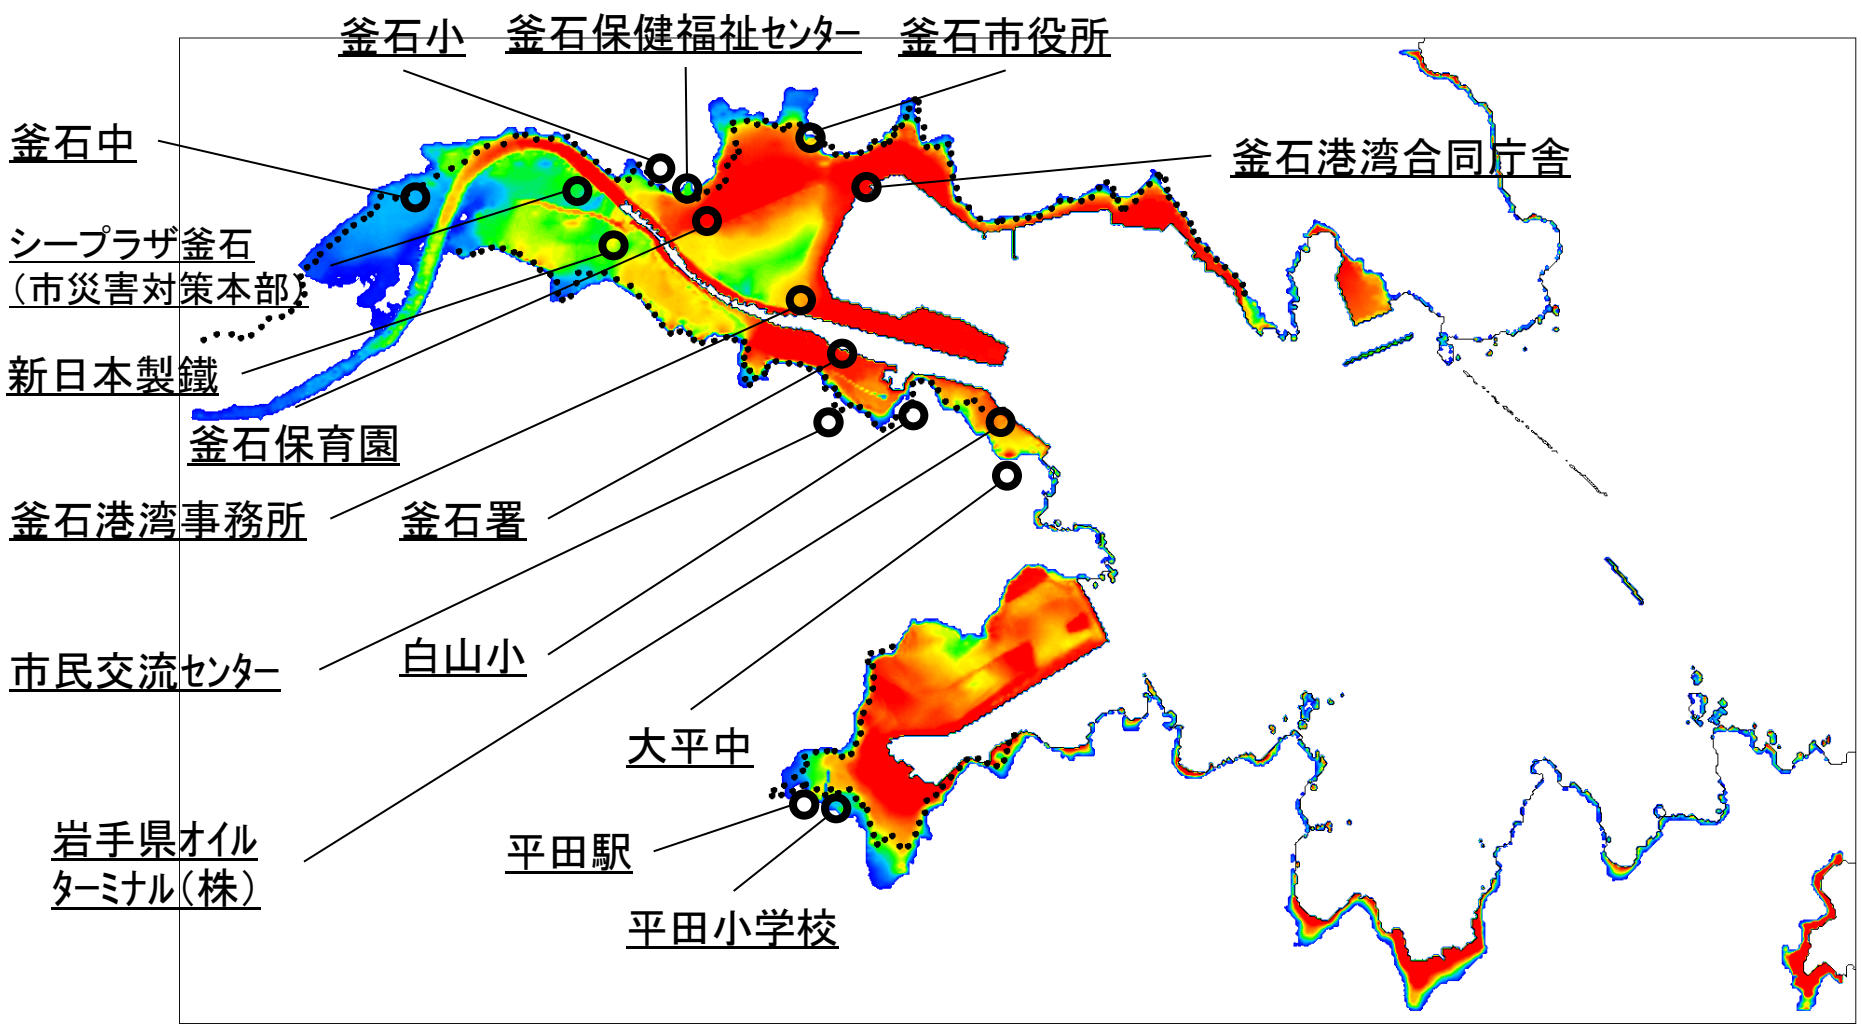 釜石小
釜石保健福祉センター
釜石市役所
釜石中
釜石港湾合同庁舎
シープラザ釜石
（市災害対策本部）
新日本製鐵
釜石保育園
釜石港湾事務所
釜石署
市民交流センター
白山小
大平中
岩手県オイル
ターミナル（株）
平田駅
平田小学校